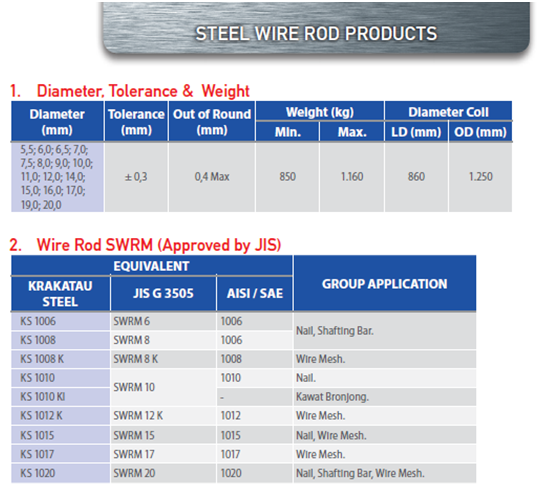 STEEL WIRE ROD PRODUCTS
1. Diameter, Tolerance & Weight
Diameter (mm) Tolerance (mm) Out of Round (mm) Weight (kg) Diameter Coil
Min. Max. LD (mm) OD (mm)
5,5; 6,0; 6,5; 7,0;
7,5; 8,0; 9,0; 10,0;
11,0; 12,0; 14,0;
15,0; 16,0; 17,0;
19,0; 20,0
± 0,3 0,4 Max 850 1.160 860 1.250
2. Wire Rod SWRM (Approved by JIS)
EQUIVALENT GROUP APPLICATION
KRAKATAU STEEL JIS G 3505 AISI / SAE
KS 1006 SWRM 6 1006 Nail, Shafting Bar.
KS 1008 SWRM 8 1006
KS 1008 K SWRM 8 K 1008 Wire Mesh.
KS 1010 SWRM 10 1010 Nail.
KS 1010 KI - Kawat Bronjong.
KS 1012 K SWRM 12 K 1012 Wire Mesh.
KS 1015 SWRM 15 1015 Nail, Wire Mesh.
KS 1017 SWRM 17 1017 Wire Mesh.
KS 1020 SWRM 20 1020 Nail, Shafting Bar, Wire Mesh.